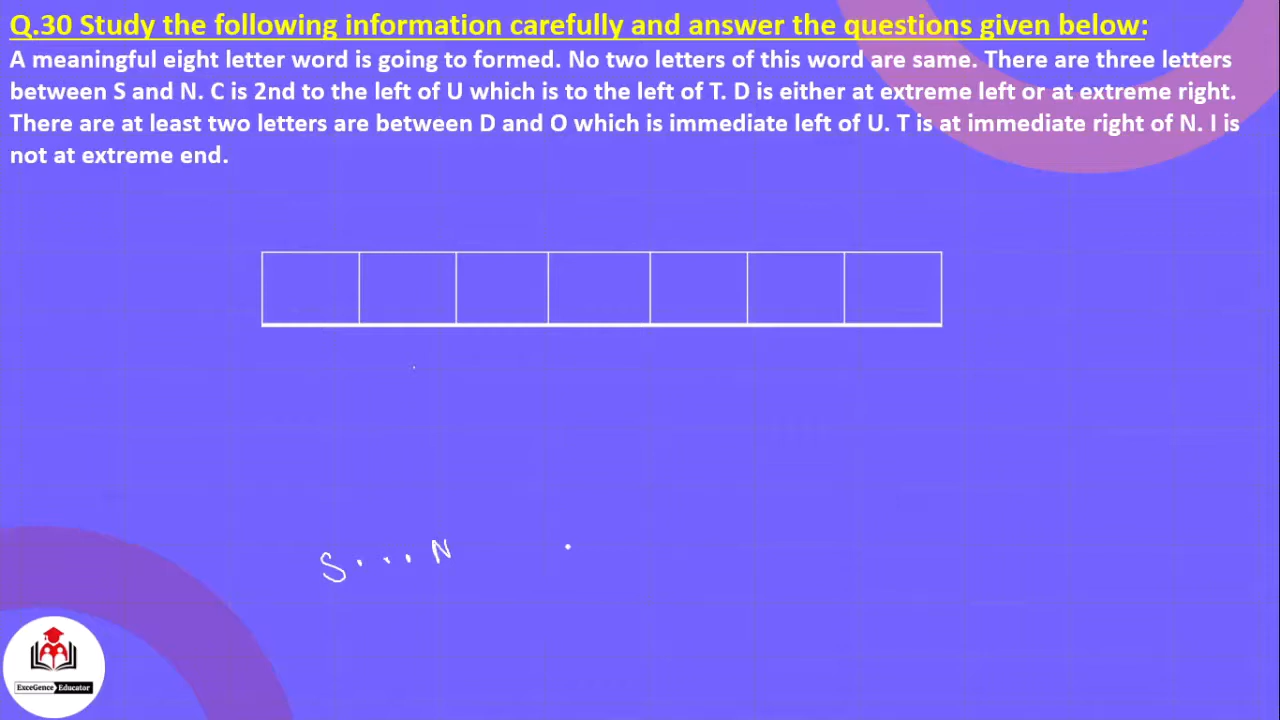 Q.30 Study the following information carefully and answer the questions given below:
A meaningful eight letter word is going to formed. No two letters of this word are same. There are three letters
between S and N. C is 2nd to the left of U which is to the left of T. D is either at extreme left or at extreme right.
There are at least two letters are between D and O which is immediate left of U. T is at immediate right of N. I is
not at extreme end.
S . . . N
ExceGence Educator